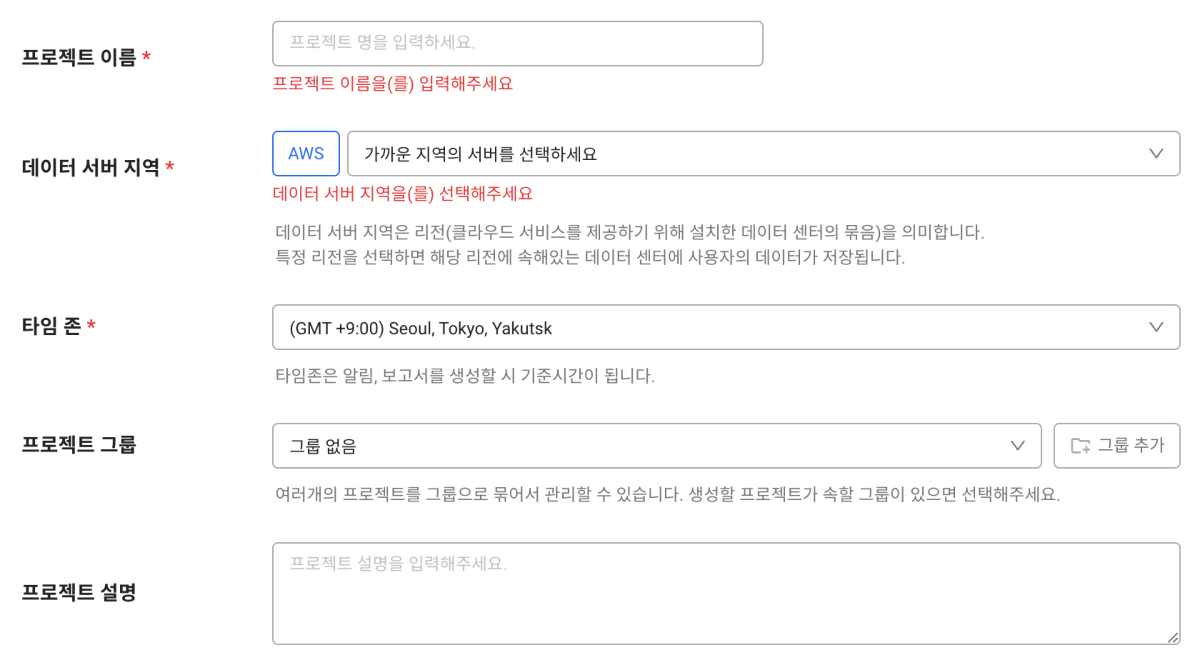 프로젝트 이름 *
프로젝트 명을 입력하세요.
프로젝트 이름을(를) 입력해주세요
데이터 서버 지역 *
AWS
가까운 지역의 서버를 선택하세요
데이터 서버 지역을(를) 선택해주세요
데이터 서버 지역은 리전(클라우드 서비스를 제공하기 위해 설치한 데이터 센터의 묶음)을 의미합니다.
특정 리전을 선택하면 해당 리전에 속해있는 데이터 센터에 사용자의 데이터가 저장됩니다.
타임 존 *
(GMT +9:00) Seoul, Tokyo, Yakutsk
타임존은 알림, 보고서를 생성할 시 기준시간이 됩니다.
프로젝트 그룹
그룹 없음
그룹 추가
여러개의 프로젝트를 그룹으로 묶어서 관리할 수 있습니다. 생성할 프로젝트가 속할 그룹이 있으면 선택해주세요.
프로젝트 설명
프로젝트 설명을 입력해주세요.